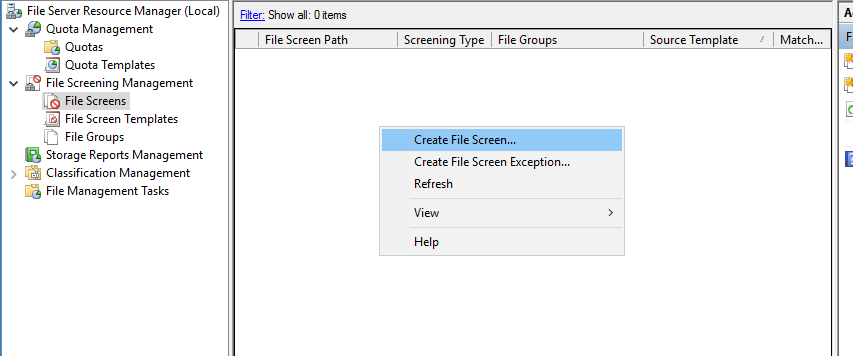 File Server Resource Manager (Local)
Quota Management
Quotas
Quota Templates
File Screening Management
File Screens
File Screen Templates
File Groups
Storage Reports Management
Classification Management
File Management Tasks
Filter: Show all: 0 items
File Screen Path Screening Type File Groups Source Template Match...
Create File Screen...
Create File Screen Exception...
Refresh
View
Help